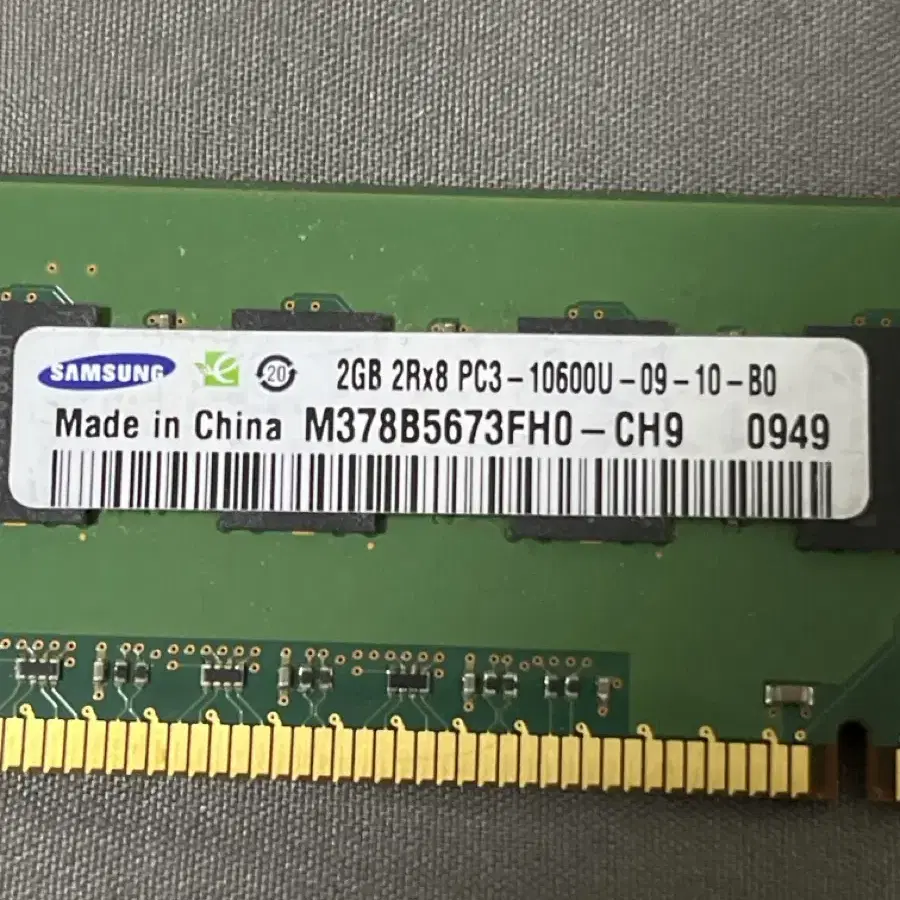 SAMSUNG e 20 2GB 2Rx8 PC3-10600U-09-10-B0
Made in China M378B5673FH0-CH9 0949